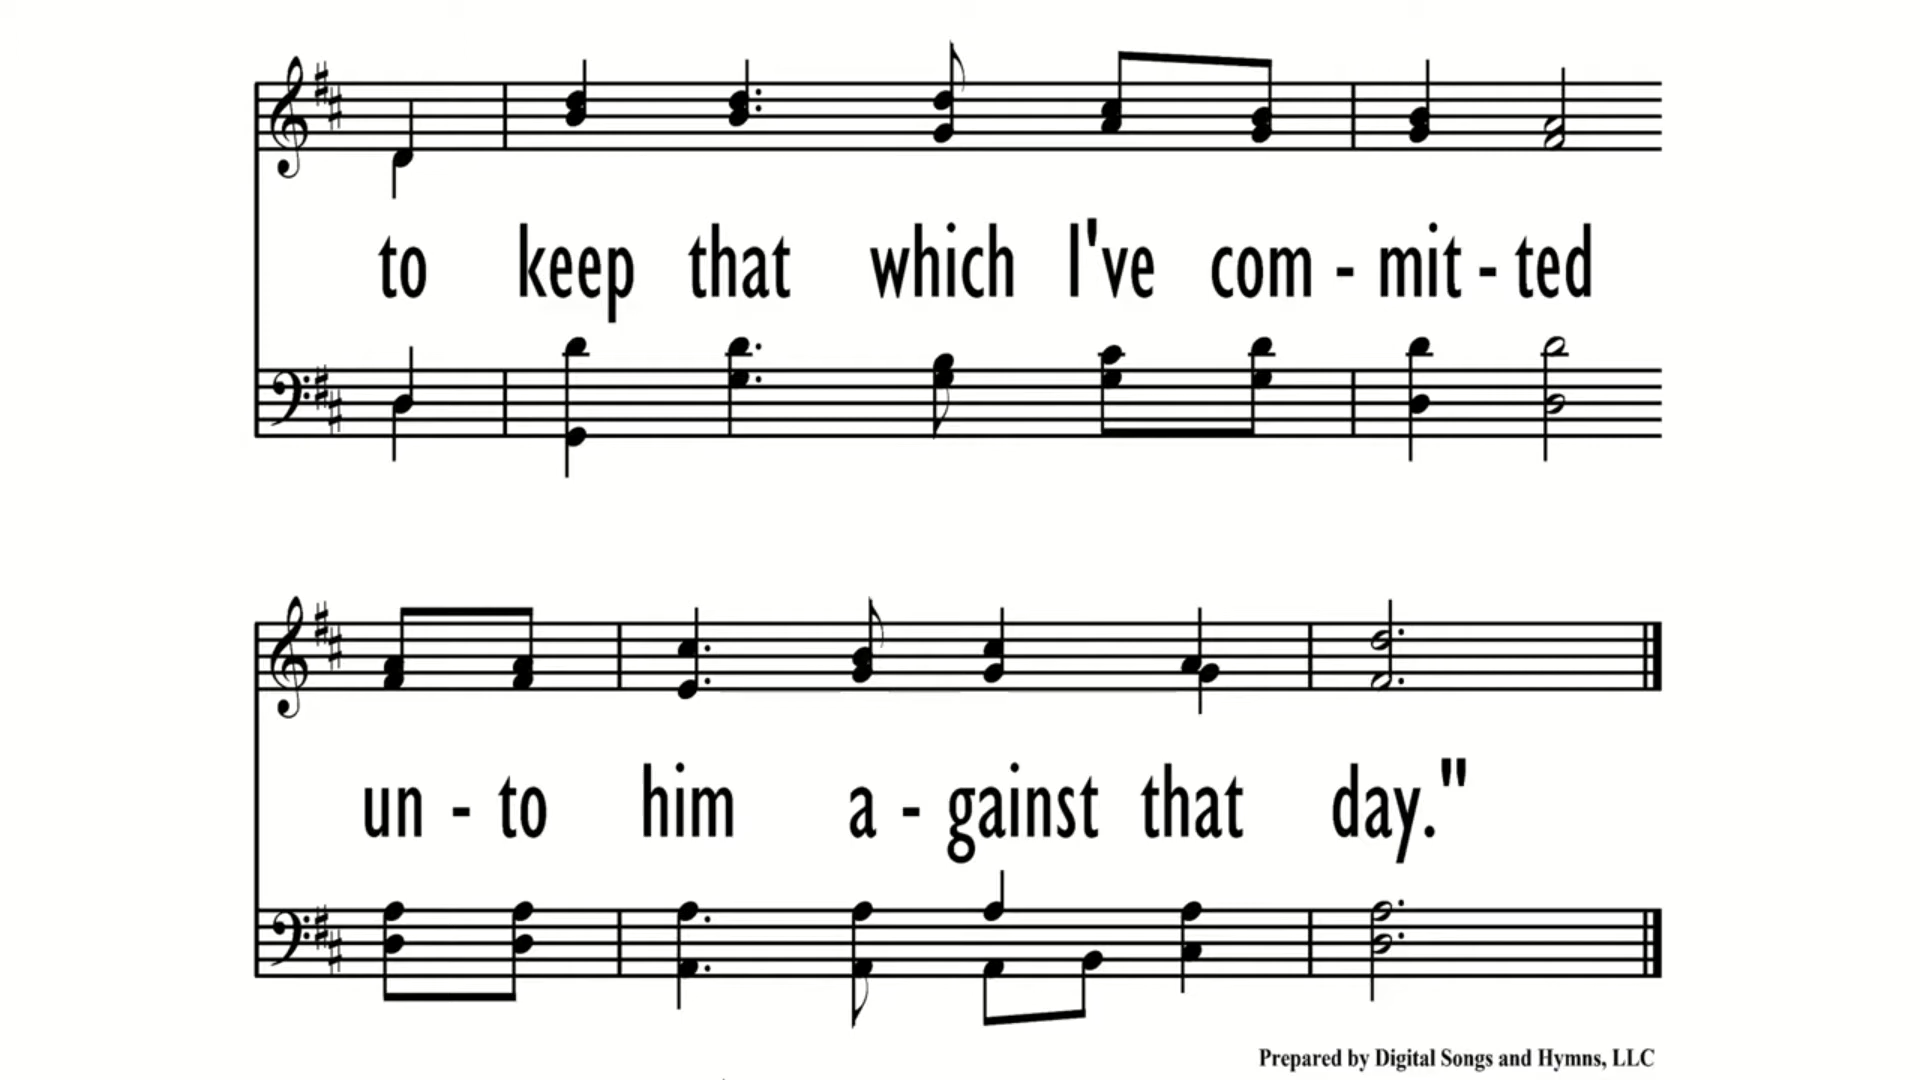 to keep that which I've com - mit - ted
un - to him a - gainst that day."
Prepared by Digital Songs and Hymns, LLC